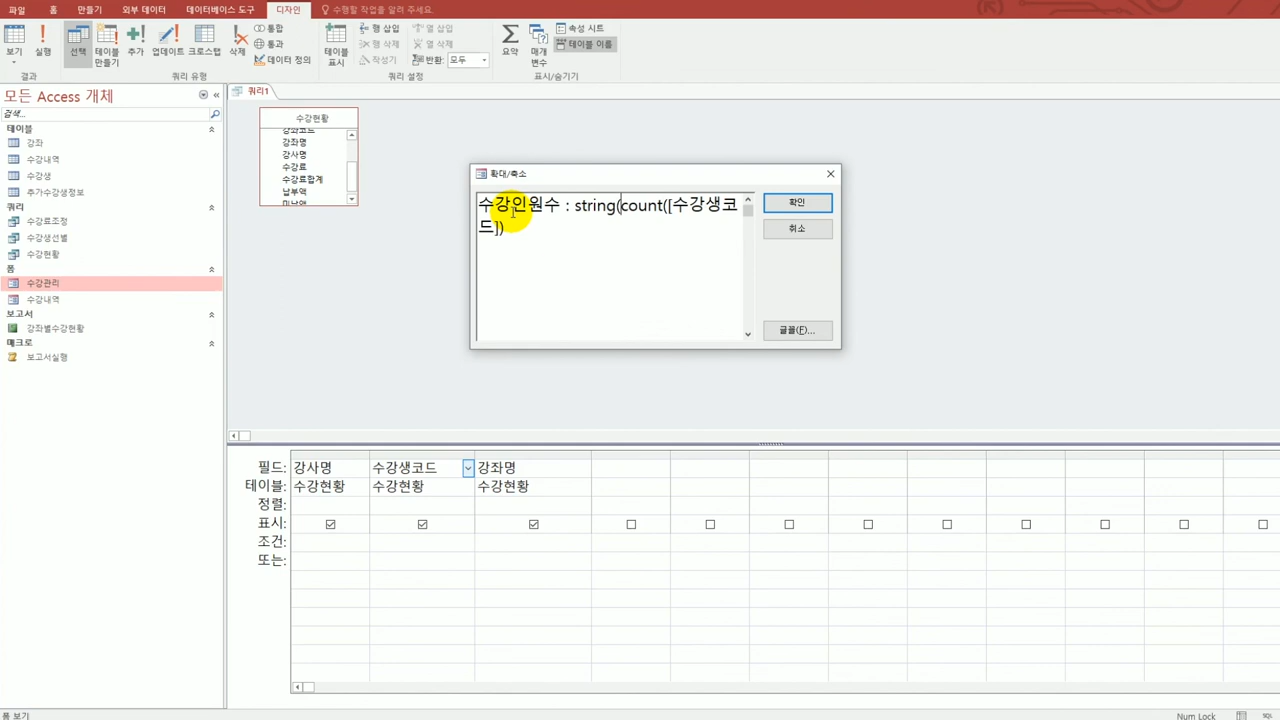 파일 홈 만들기 외부 데이터 데이터베이스 도구 디자인 수행할 작업을 알려 주세요.
보기 실행 선택 테이블 만들기 추가 업데이트 크로스탭 삭제 통합 통과 데이터 정의 테이블 표시 행 삽입 행 삭제 작성기 열 삽입 열 삭제 반환: 모두 요약 매개 변수 속성 시트 테이블 이름
결과 쿼리 유형 쿼리 설정 표시/숨기기
모든 Access 개체
검색...
테이블
강좌
수강내역
수강생
추가수강생정보
쿼리
수강료조정
수강생선별
수강현황
폼
수강관리
수강내역
보고서
강좌별수강현황
매크로
보고서실행
쿼리1
수강현황
강좌코드
강좌명
강사명
수강료
수강료합계
납부액
미납액
확대/축소
수강인원수 : string(count([수강생코
드])
확인
취소
글꼴(F)...
필드: 강사명 수강생코드 강좌명
테이블: 수강현황 수강현황 수강현황
정렬:
표시:
조건:
또는:
폼 보기 Num Lock SQL